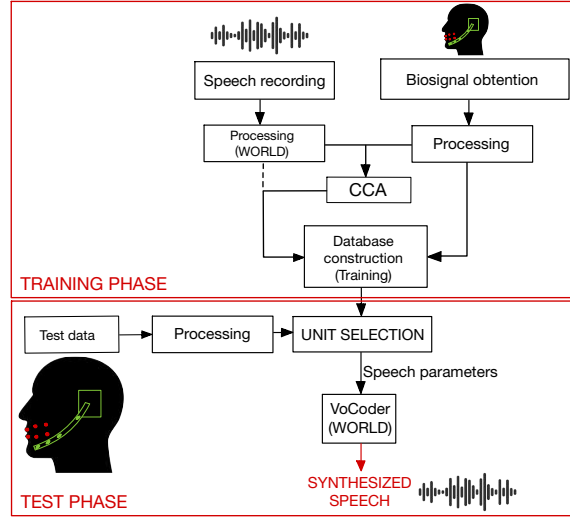 Speech recording
Biosignal obtention
Processing
(WORLD)
Processing
CCA
Database
construction
(Training)
TRAINING PHASE
Test data
Processing
UNIT SELECTION
Speech parameters
VoCoder
(WORLD)
SYNTHESIZED
SPEECH
TEST PHASE